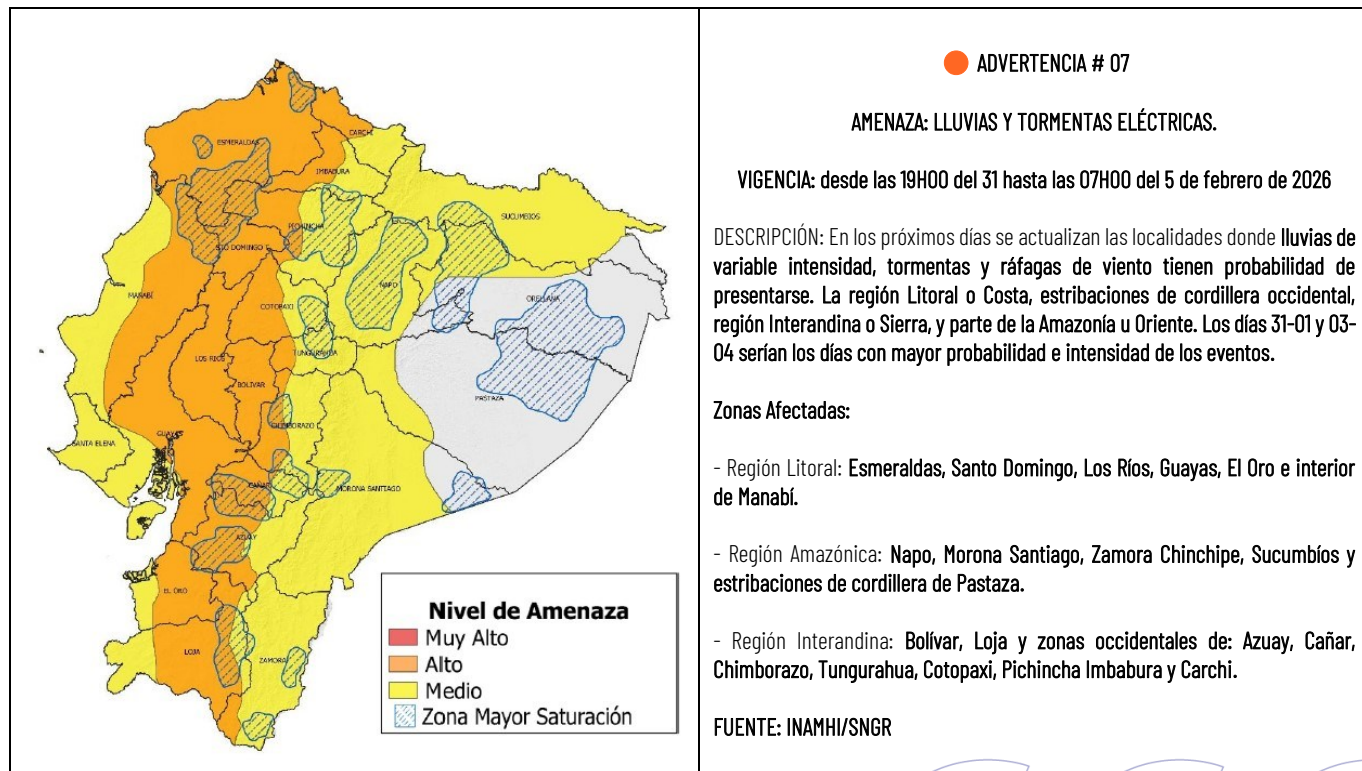 ESMERALDAS
CARCHI
IMBABURA
SUCUMBIOS
PICHINCHA
STO DOMINGO T.
NAPO
ORELLANA
MANABÍ
COTOPAXI
TUNGURAHUA
LOS RIOS
BOLIVAR
PASTAZA
CHIMBORAZO
GUAYAS
SANTA ELENA
CAÑAR
MORONA SANTIAGO
AZUAY
EL ORO
LOJA
ZAMORA
Nivel de Amenaza
Muy Alto
Alto
Medio
Zona Mayor Saturación
ADVERTENCIA # 07
AMENAZA: LLUVIAS Y TORMENTAS ELÉCTRICAS.
VIGENCIA: desde las 19H00 del 31 hasta las 07H00 del 5 de febrero de 2026
DESCRIPCIÓN: En los próximos días se actualizan las localidades donde lluvias de
variable intensidad, tormentas y ráfagas de viento tienen probabilidad de
presentarse. La región Litoral o Costa, estribaciones de cordillera occidental,
región Interandina o Sierra, y parte de la Amazonía u Oriente. Los días 31-01 y 03-
04 serían los días con mayor probabilidad e intensidad de los eventos.
Zonas Afectadas:
- Región Litoral: Esmeraldas, Santo Domingo, Los Ríos, Guayas, El Oro e interior
de Manabí.
- Región Amazónica: Napo, Morona Santiago, Zamora Chinchipe, Sucumbíos y
estribaciones de cordillera de Pastaza.
- Región Interandina: Bolívar, Loja y zonas occidentales de: Azuay, Cañar,
Chimborazo, Tungurahua, Cotopaxi, Pichincha Imbabura y Carchi.
FUENTE: INAMHI/SNGR